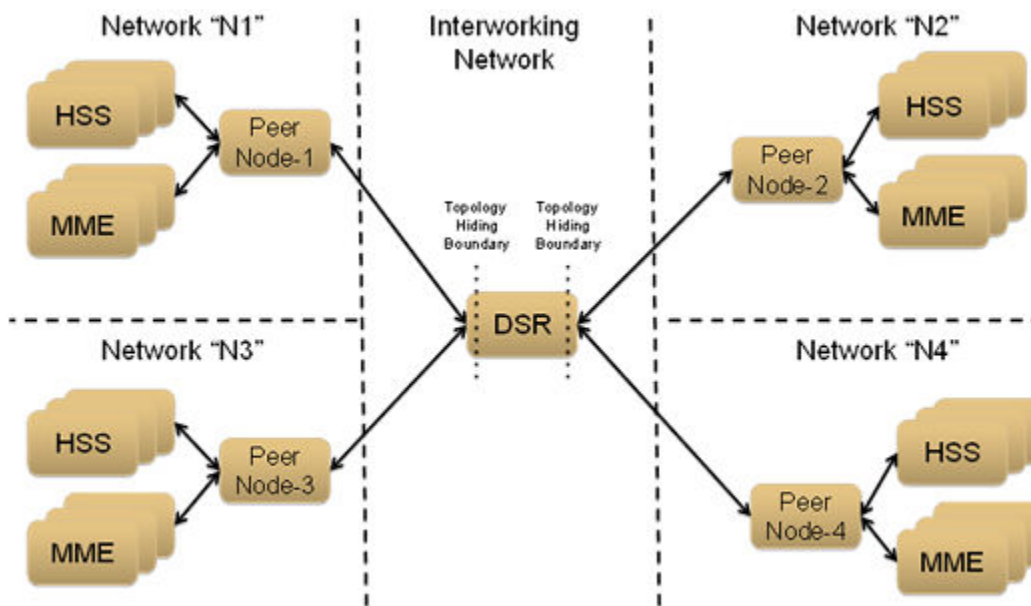 Network “N1”
Interworking
Network
Network “N2”
HSS
Peer
Node-1
MME
HSS
Peer
Node-2
MME
Topology
Hiding
Boundary
Topology
Hiding
Boundary
DSR
Network “N3”
Network “N4”
HSS
Peer
Node-3
MME
HSS
Peer
Node-4
MME